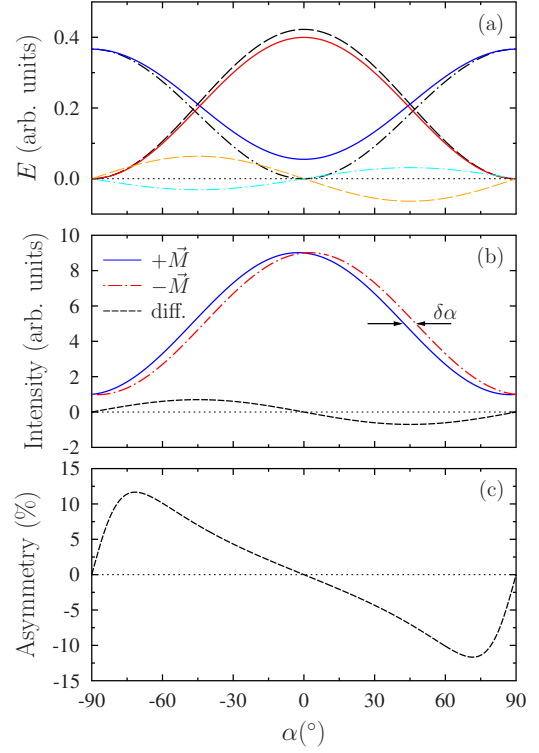 (a)
E (arb. units)
0.4
0.2
0.0
(b)
Intensity (arb. units)
10
8
6
4
2
0
-2
+M⃗
−M⃗
diff.
δα
(c)
Asymmetry (%)
15
10
5
0
-5
-10
-15
-90 -60 -30 0 30 60 90
α(°)